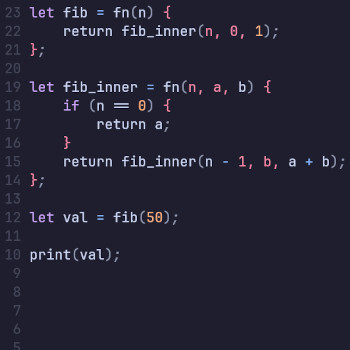 23 let fib = fn(n) {
22     return fib_inner(n, 0, 1);
21 };
20
19 let fib_inner = fn(n, a, b) {
18     if (n == 0) {
17         return a;
16     }
15     return fib_inner(n - 1, b, a + b);
14 };
13
12 let val = fib(50);
11
10 print(val);
9
8
7
6
5